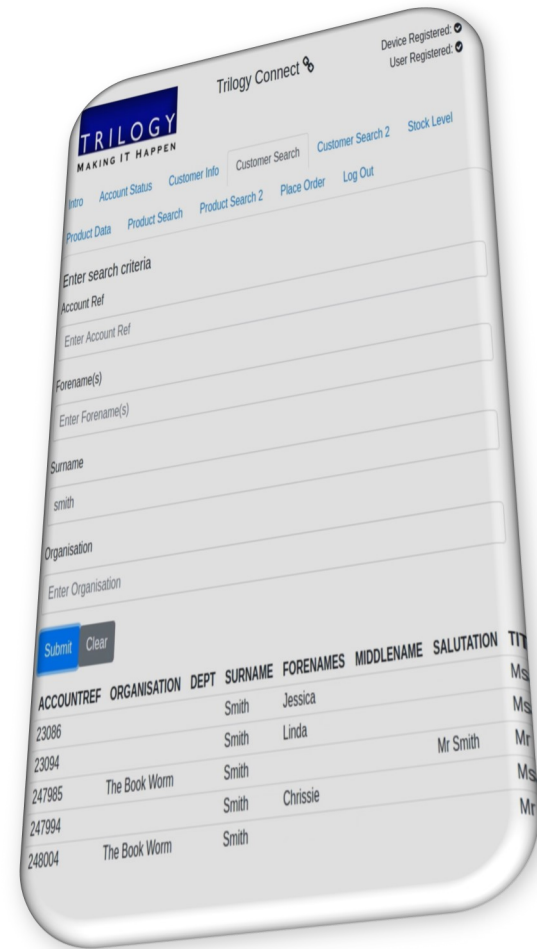 Trilogy Connect
Device Registered:
User Registered:
TRILOGY
MAKING IT HAPPEN
Intro Account Status Customer Info Customer Search Customer Search 2 Stock Level
Product Data Product Search Product Search 2 Place Order Log Out
Enter search criteria
Account Ref
Enter Account Ref
Forename(s)
Enter Forename(s)
Surname
smith
Organisation
Enter Organisation
Submit Clear
ACCOUNTREF ORGANISATION DEPT SURNAME FORENAMES MIDDLENAME SALUTATION TIT
23086 Smith Jessica Ms
23094 Smith Linda Ms
247985 The Book Worm Smith Mr Smith Mr
247994 Smith Chrissie Ms
248004 The Book Worm Smith Mr